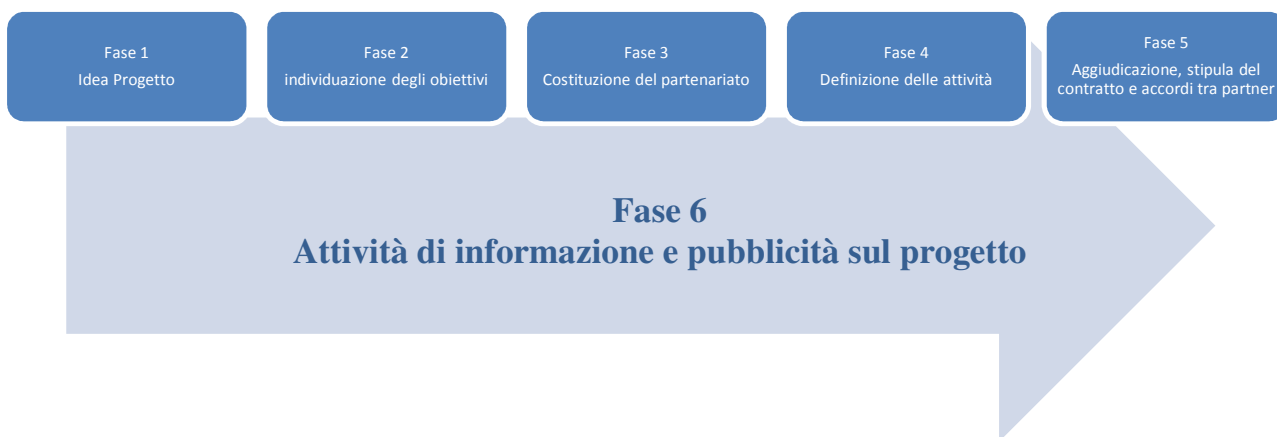 Fase 1
Idea Progetto
Fase 2
individuazione degli obiettivi
Fase 3
Costituzione del partenariato
Fase 4
Definizione delle attività
Fase 5
Aggiudicazione, stipula del
contratto e accordi tra partner
Fase 6
Attività di informazione e pubblicità sul progetto